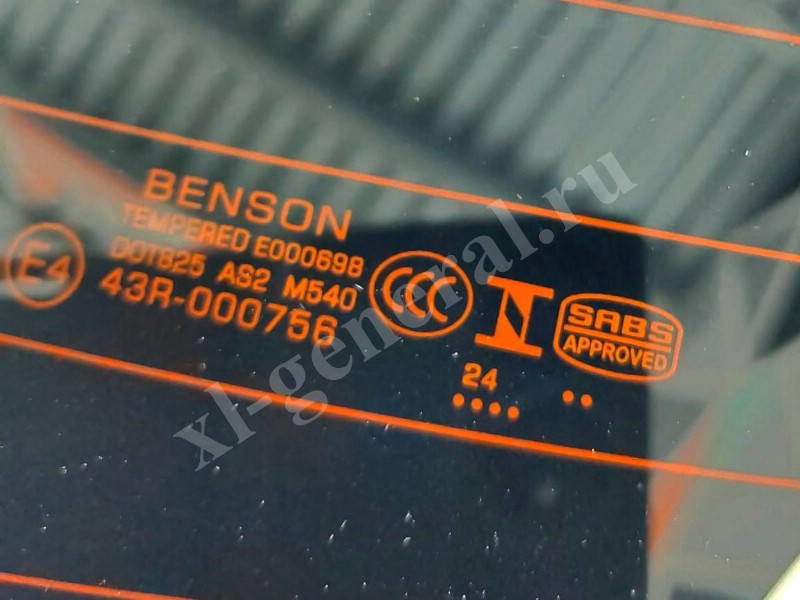 BENSON
TEMPERED E000698
E4
DOT825 AS2 M540
43R-000756
CCC
SABS
APPROVED
24
xl-general.ru